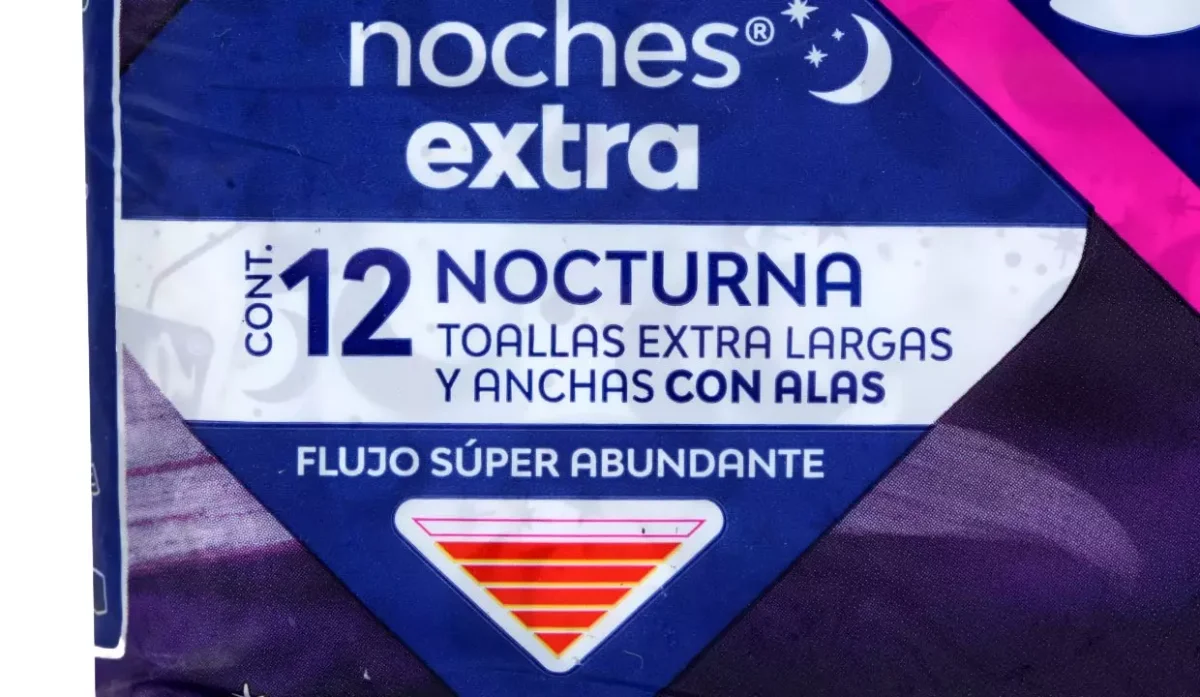 noches®
extra
CONT. 12
NOCTURNA
TOALLAS EXTRA LARGAS
Y ANCHAS CON ALAS
FLUJO SÚPER ABUNDANTE